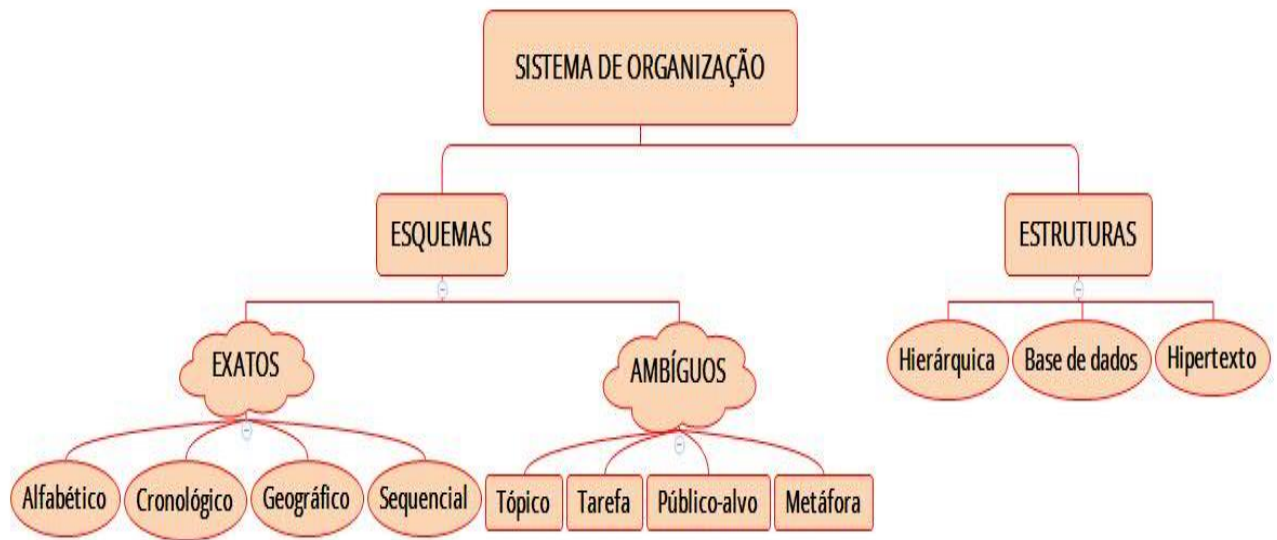 SISTEMA DE ORGANIZAÇÃO
ESQUEMAS
ESTRUTURAS
EXATOS
AMBÍGUOS
Hierárquica
Base de dados
Hipertexto
Alfabético
Cronológico
Geográfico
Sequencial
Tópico
Tarefa
Público-alvo
Metáfora